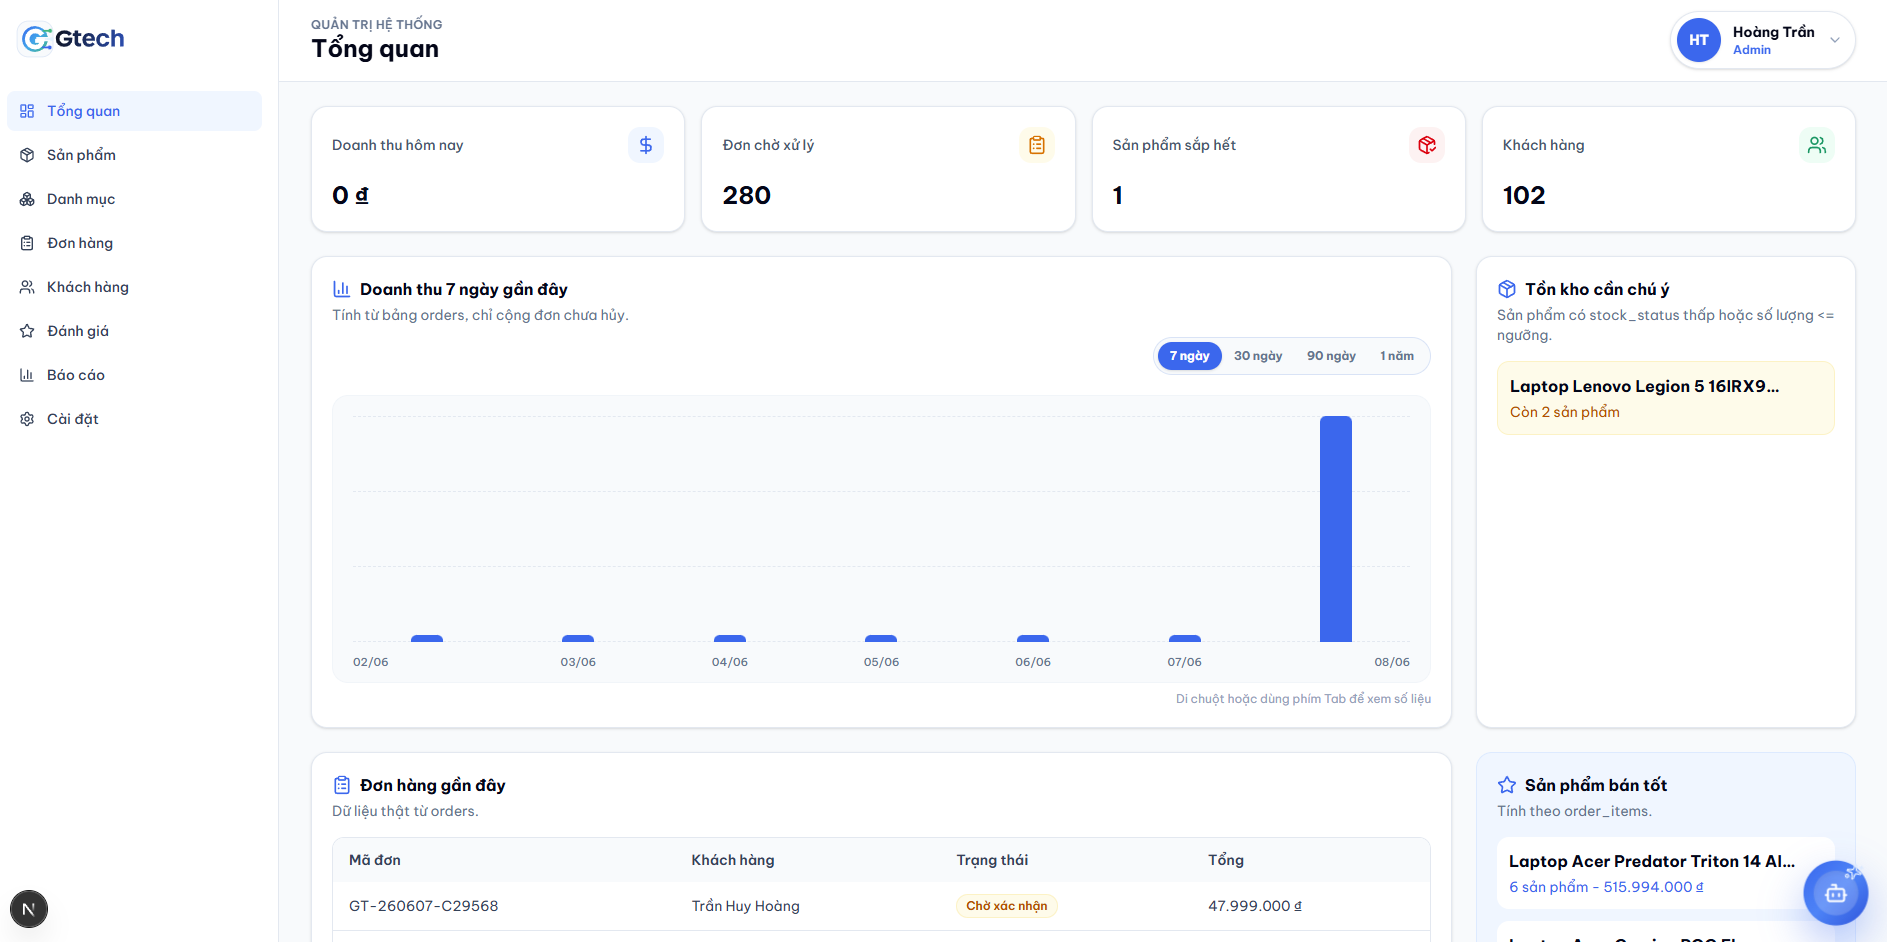 Gtech
Tổng quan
Sản phẩm
Danh mục
Đơn hàng
Khách hàng
Đánh giá
Báo cáo
Cài đặt
N
QUẢN TRỊ HỆ THỐNG
Tổng quan
HT
Hoàng Trần
Admin
Doanh thu hôm nay
0 ₫
Đơn chờ xử lý
280
Sản phẩm sắp hết
1
Khách hàng
102
Doanh thu 7 ngày gần đây
Tính từ bảng orders, chỉ cộng đơn chưa hủy.
7 ngày 30 ngày 90 ngày 1 năm
02/06 03/06 04/06 05/06 06/06 07/06 08/06
Di chuột hoặc dùng phím Tab để xem số liệu
Tồn kho cần chú ý
Sản phẩm có stock_status thấp hoặc số lượng <=
ngưỡng.
Laptop Lenovo Legion 5 16IRX9...
Còn 2 sản phẩm
Đơn hàng gần đây
Dữ liệu thật từ orders.
Mã đơn Khách hàng Trạng thái Tổng
GT-260607-C29568 Trần Huy Hoàng Chờ xác nhận 47.999.000 ₫
Sản phẩm bán tốt
Tính theo order_items.
Laptop Acer Predator Triton 14 AI...
6 sản phẩm - 515.994.000 ₫